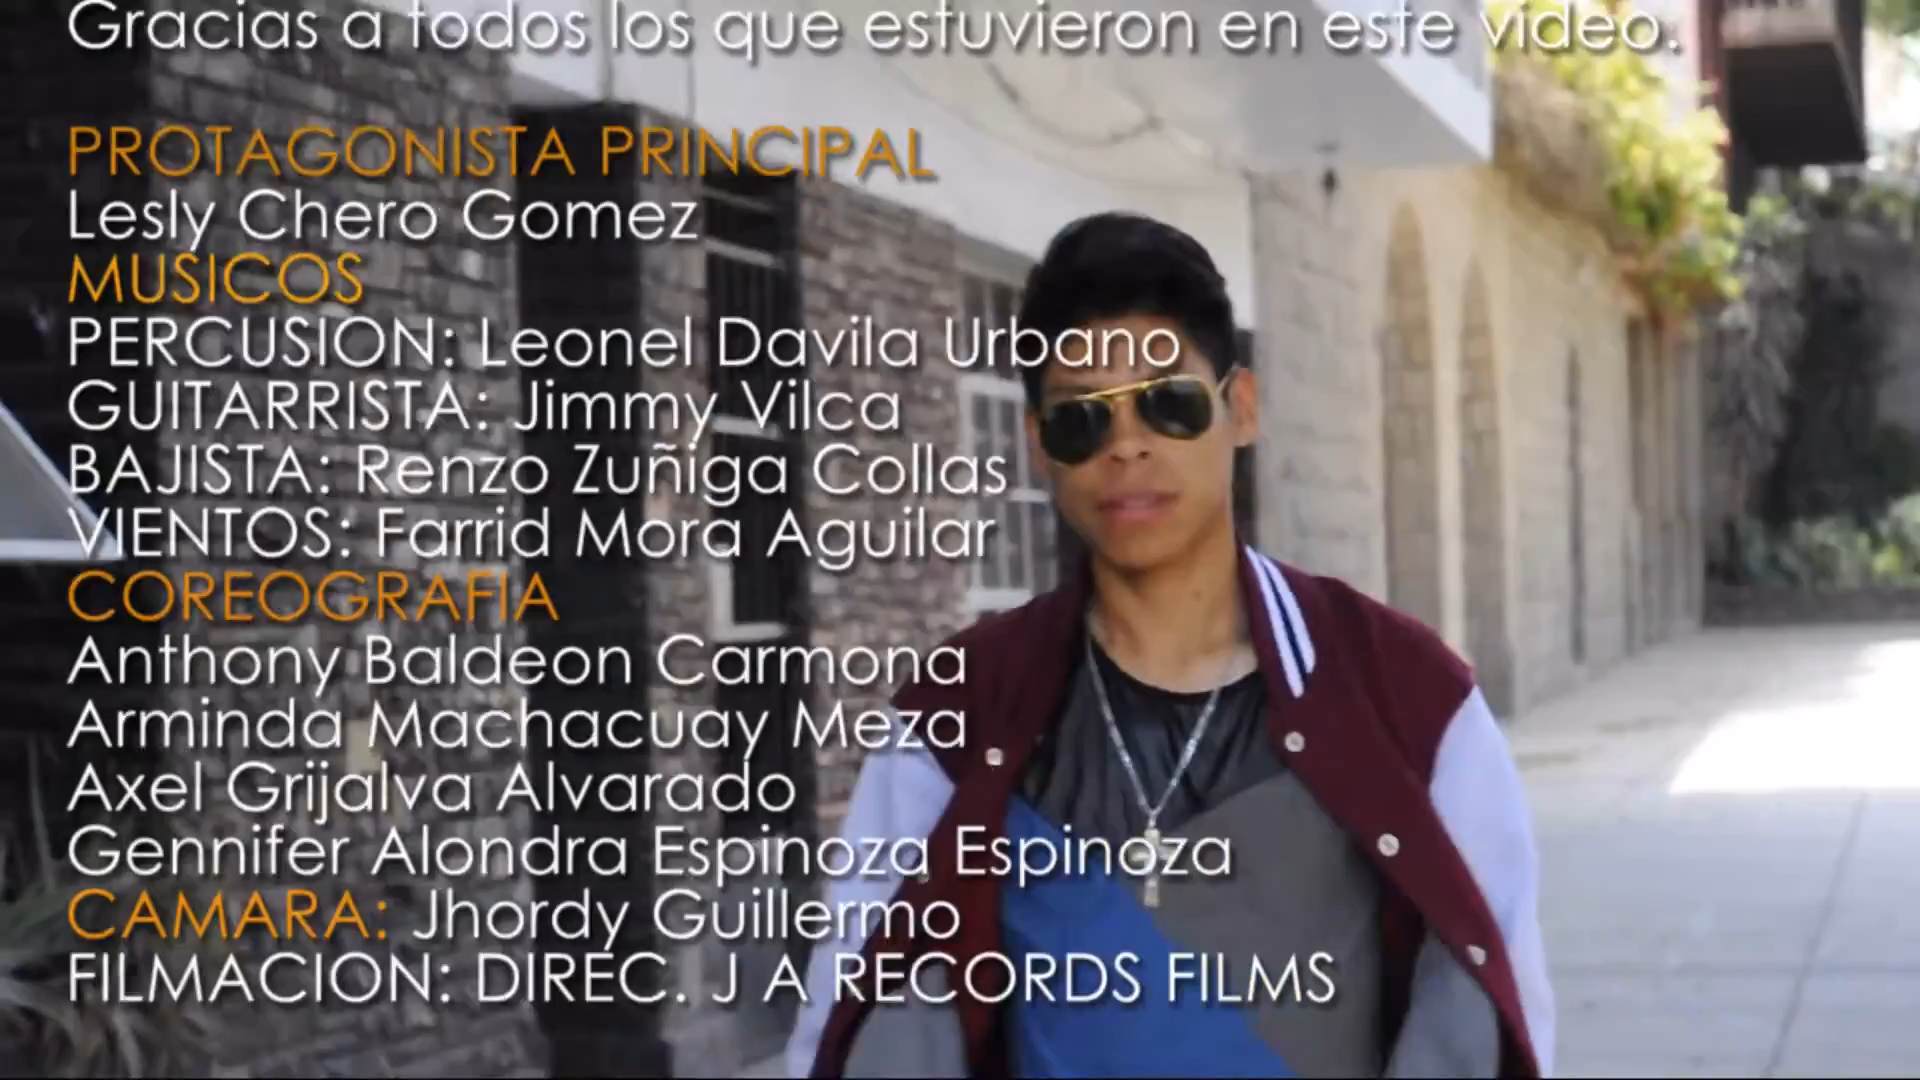 Gracias a todos los que estuvieron en este video.
PROTAGONISTA PRINCIPAL
Lesly Chero Gomez
MUSICOS
PERCUSION: Leonel Davila Urbano
GUITARRISTA: Jimmy Vilca
BAJISTA: Renzo Zuñiga Collas
VIENTOS: Farrid Mora Aguilar
COREOGRAFIA
Anthony Baldeon Carmona
Arminda Machacuay Meza
Axel Grijalva Alvarado
Gennifer Alondra Espinoza Espinoza
CAMARA: Jhordy Guillermo
FILMACION: DIREC. J A RECORDS FILMS